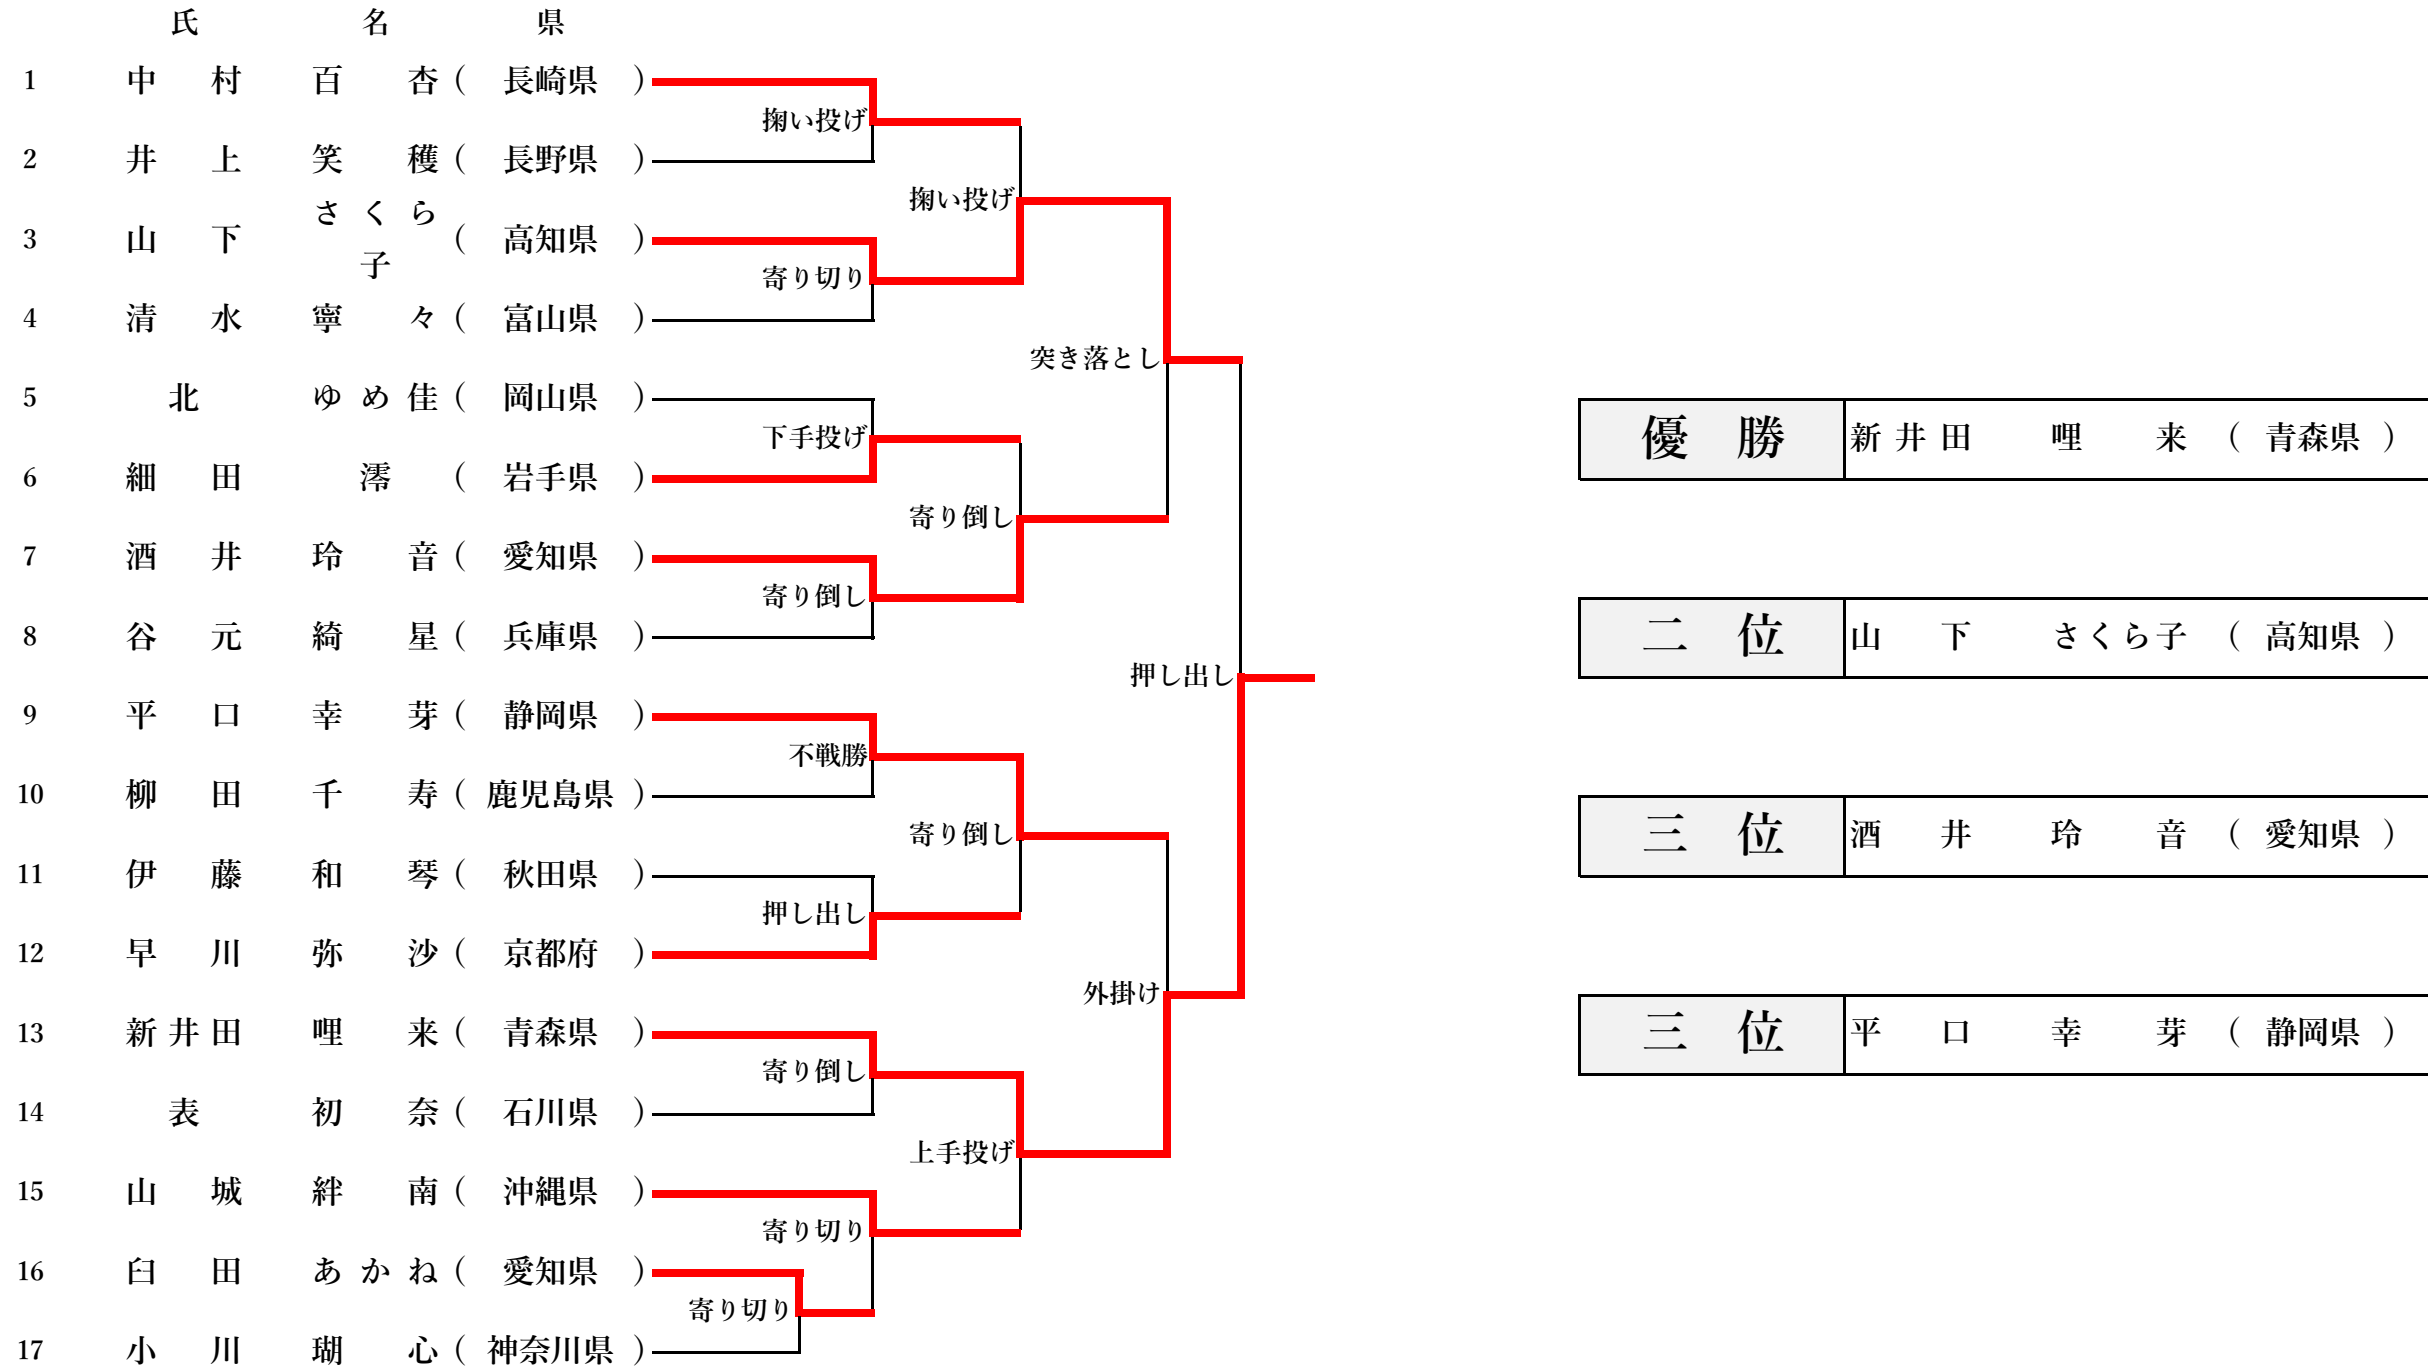 氏 名 県
1 中村 百杏 ( 長崎県 )
掬い投げ
2 井上 笑穫 ( 長野県 )
掬い投げ
3 山下 さくら子 ( 高知県 )
寄り切り
4 清水 寧々 ( 富山県 )
突き落とし
5 北 ゆめ佳 ( 岡山県 )
下手投げ
6 細田 澪 ( 岩手県 )
寄り倒し
7 酒井 玲音 ( 愛知県 )
寄り倒し
8 谷元 綺星 ( 兵庫県 )
押し出し
9 平口 幸芽 ( 静岡県 )
不戦勝
10 柳田 千寿 ( 鹿児島県 )
寄り倒し
11 伊藤 和琴 ( 秋田県 )
押し出し
12 早川 弥沙 ( 京都府 )
外掛け
13 新井田 哩来 ( 青森県 )
寄り倒し
14 表 初奈 ( 石川県 )
上手投げ
15 山城 絆南 ( 沖縄県 )
寄り切り
16 臼田 あかね ( 愛知県 )
寄り切り
17 小川 瑚心 ( 神奈川県 )
優勝 新井田 哩来 ( 青森県 )
二位 山下 さくら子 ( 高知県 )
三位 酒井 玲音 ( 愛知県 )
三位 平口 幸芽 ( 静岡県 )